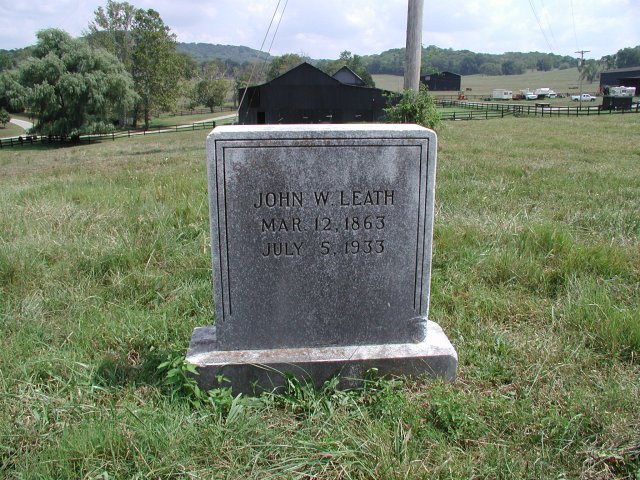 JOHN W. LEATH
MAR. 12, 1863
JULY 5, 1933